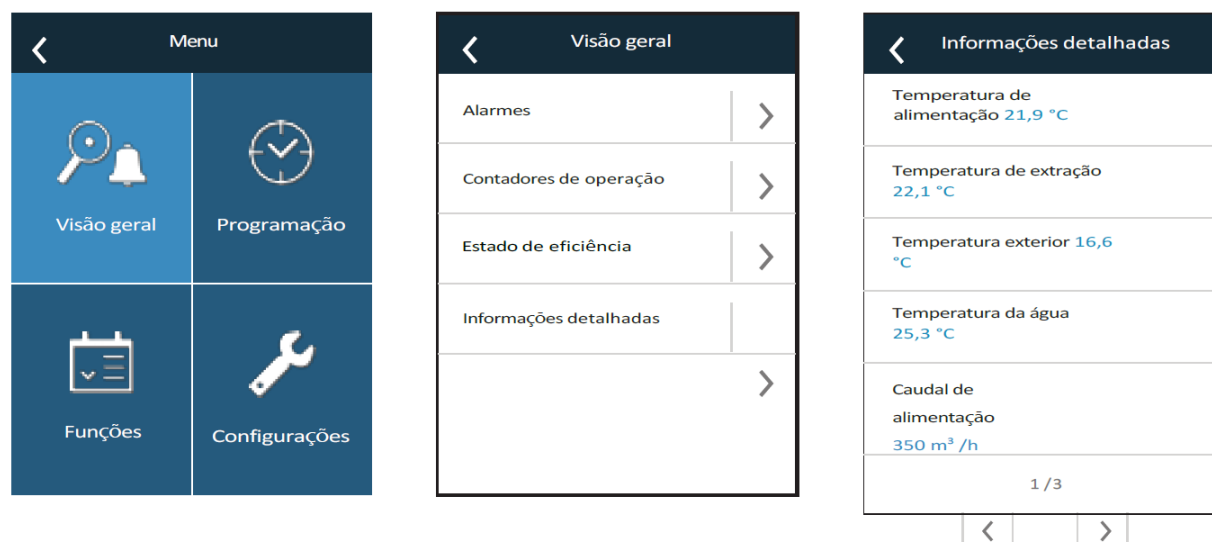 Menu
Visão geral
Programação
Funções
Configurações
Visão geral
Alarmes
Contadores de operação
Estado de eficiência
Informações detalhadas
Informações detalhadas
Temperatura de
alimentação 21,9 °C
Temperatura de extração
22,1 °C
Temperatura exterior 16,6
°C
Temperatura da água
25,3 °C
Caudal de
alimentação
350 m³ /h
1 /3